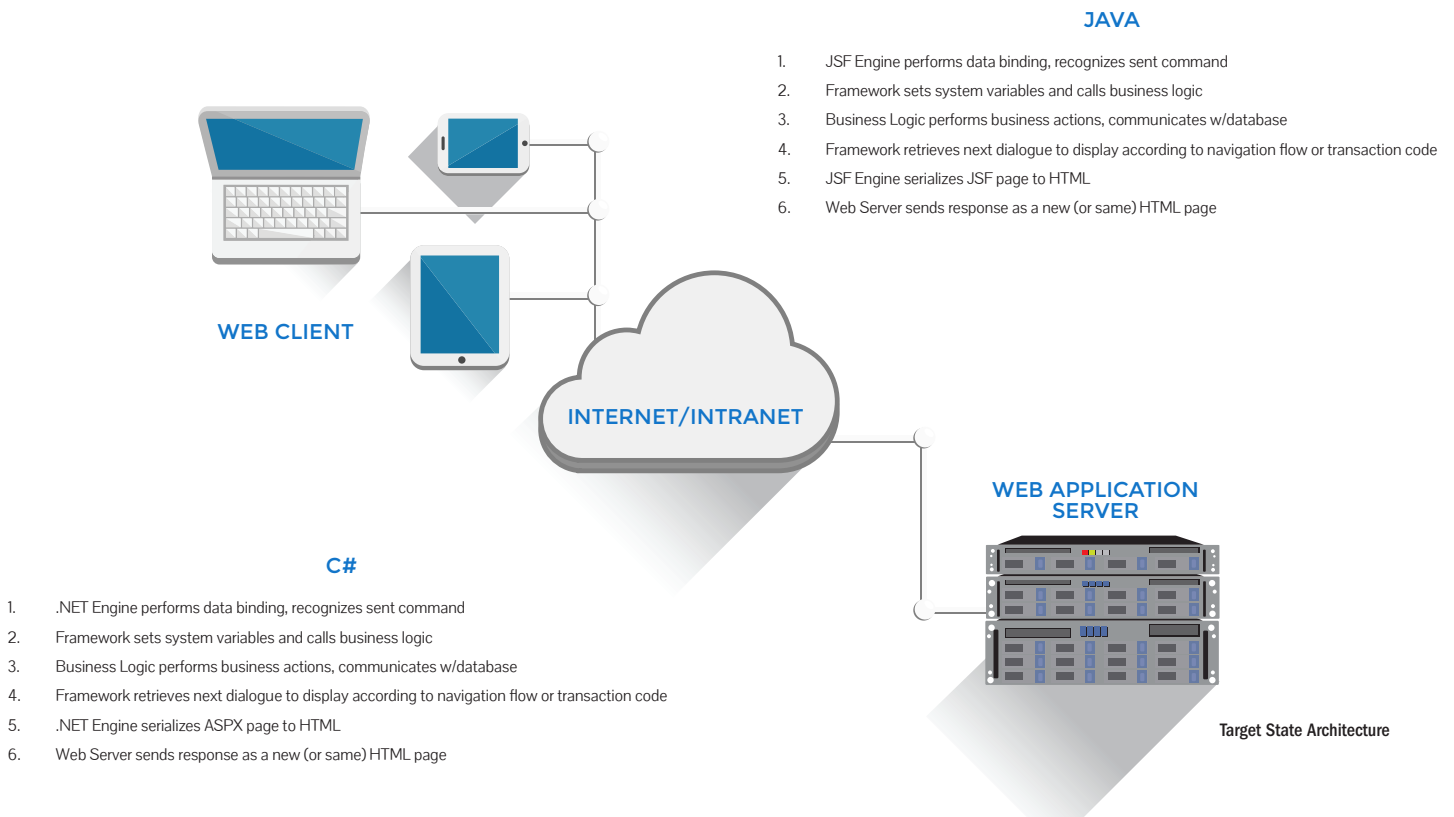 JAVA
1. JSF Engine performs data binding, recognizes sent command
2. Framework sets system variables and calls business logic
3. Business Logic performs business actions, communicates w/database
4. Framework retrieves next dialogue to display according to navigation flow or transaction code
5. JSF Engine serializes JSF page to HTML
6. Web Server sends response as a new (or same) HTML page
WEB CLIENT
INTERNET/INTRANET
WEB APPLICATION
SERVER
C#
1. .NET Engine performs data binding, recognizes sent command
2. Framework sets system variables and calls business logic
3. Business Logic performs business actions, communicates w/database
4. Framework retrieves next dialogue to display according to navigation flow or transaction code
5. .NET Engine serializes ASPX page to HTML
6. Web Server sends response as a new (or same) HTML page
Target State Architecture